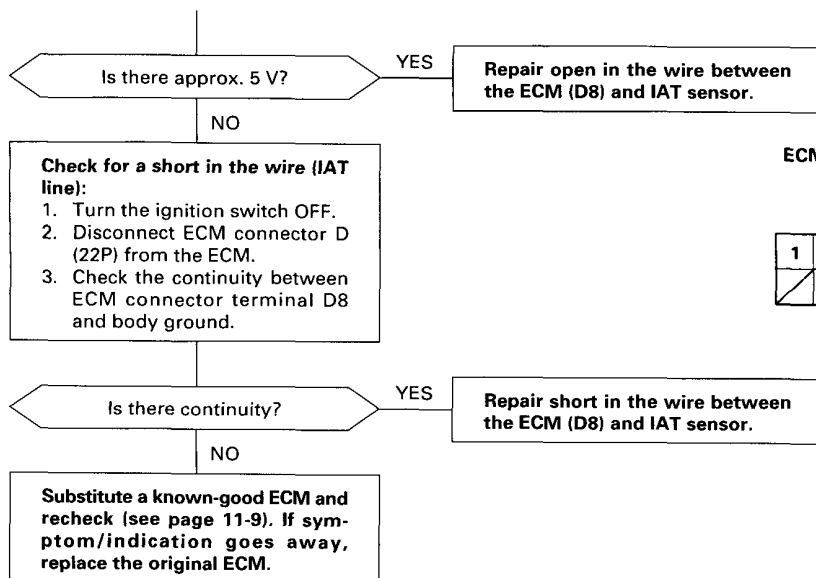 Is there approx. 5 V?
YES
Repair open in the wire between
the ECM (D8) and IAT sensor.
NO
Check for a short in the wire (IAT
line):
1. Turn the ignition switch OFF.
2. Disconnect ECM connector D
(22P) from the ECM.
3. Check the continuity between
ECM connector terminal D8
and body ground.
ECM
1
Is there continuity?
YES
Repair short in the wire between
the ECM (D8) and IAT sensor.
NO
Substitute a known-good ECM and
recheck (see page 11-9). If sym-
ptom/indication goes away,
replace the original ECM.